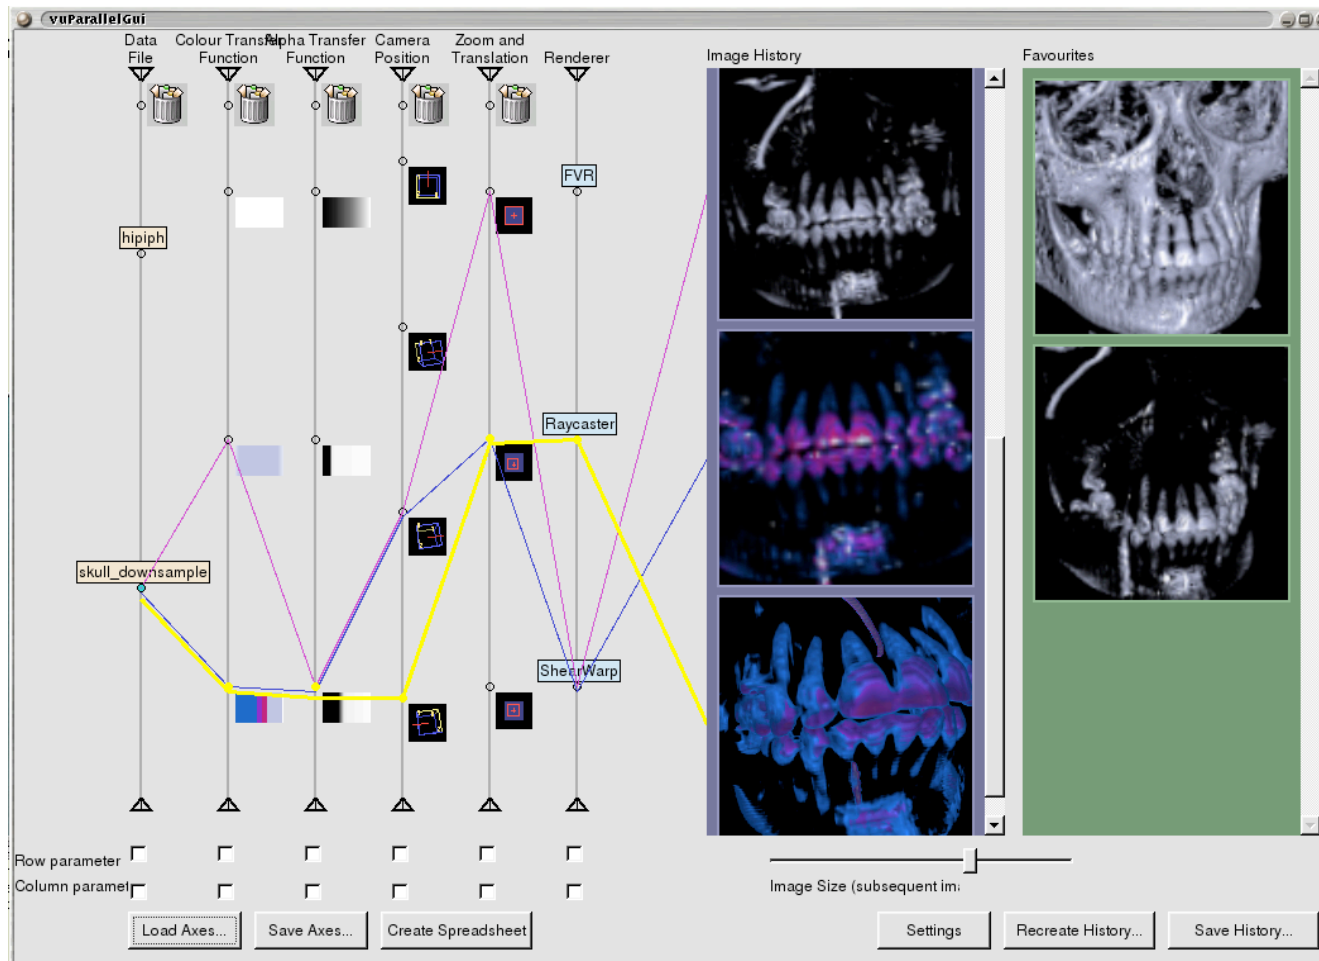 vuParallelGui
Data
File
Colour Transfer
Function
Alpha Transfer
Function
Camera
Position
Zoom and
Translation
Renderer
Image History
Favourites
FVR
hipiph
Raycaster
skull_downsample
ShearWarp
Row parameter
Column paramet
Image Size (subsequent ima
Load Axes...
Save Axes...
Create Spreadsheet
Settings
Recreate History...
Save History...